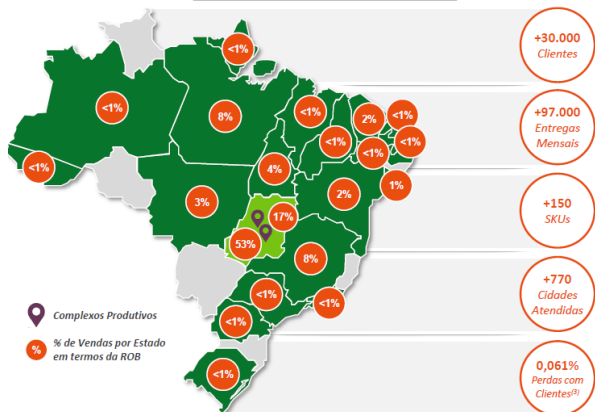 <1%
<1%
8%
<1%
2%
<1%
<1%
<1%
<1%
<1%
4%
1%
3%
2%
17%
53%
8%
<1%
<1%
<1%
<1%
Complexos Produtivos
% % de Vendas por Estado
em termos da ROB
+30.000
Clientes
+97.000
Entregas
Mensais
+150
SKUs
+770
Cidades
Atendidas
0,061%
Perdas com
Clientes(3)